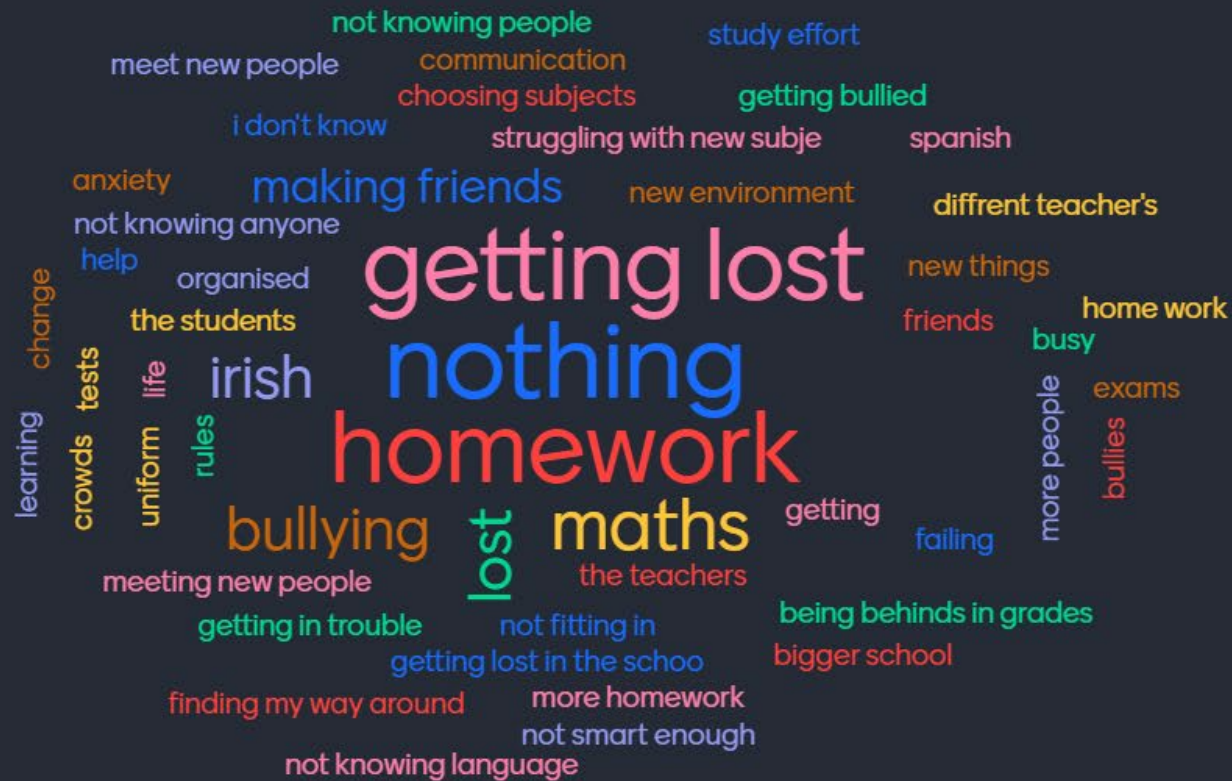 not knowing people
study effort
meet new people
communication
choosing subjects
getting bullied
i don't know
struggling with new subje
spanish
anxiety
making friends
new environment
diffrent teacher's
not knowing anyone
help
organised
getting lost
new things
change
the students
friends
home work
busy
tests
life
irish
nothing
more people
exams
learning
crowds
uniform
rules
homework
bullies
bullying
lost
maths
getting
failing
meeting new people
the teachers
getting in trouble
not fitting in
being behinds in grades
getting lost in the schoo
bigger school
finding my way around
more homework
not smart enough
not knowing language